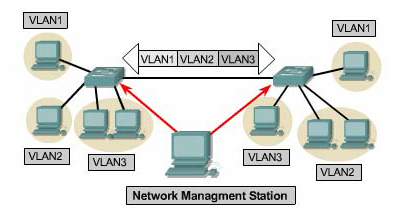 VLAN1
VLAN1
VLAN1 VLAN2 VLAN3
VLAN2
VLAN3
VLAN3
VLAN2
Network Managment Station